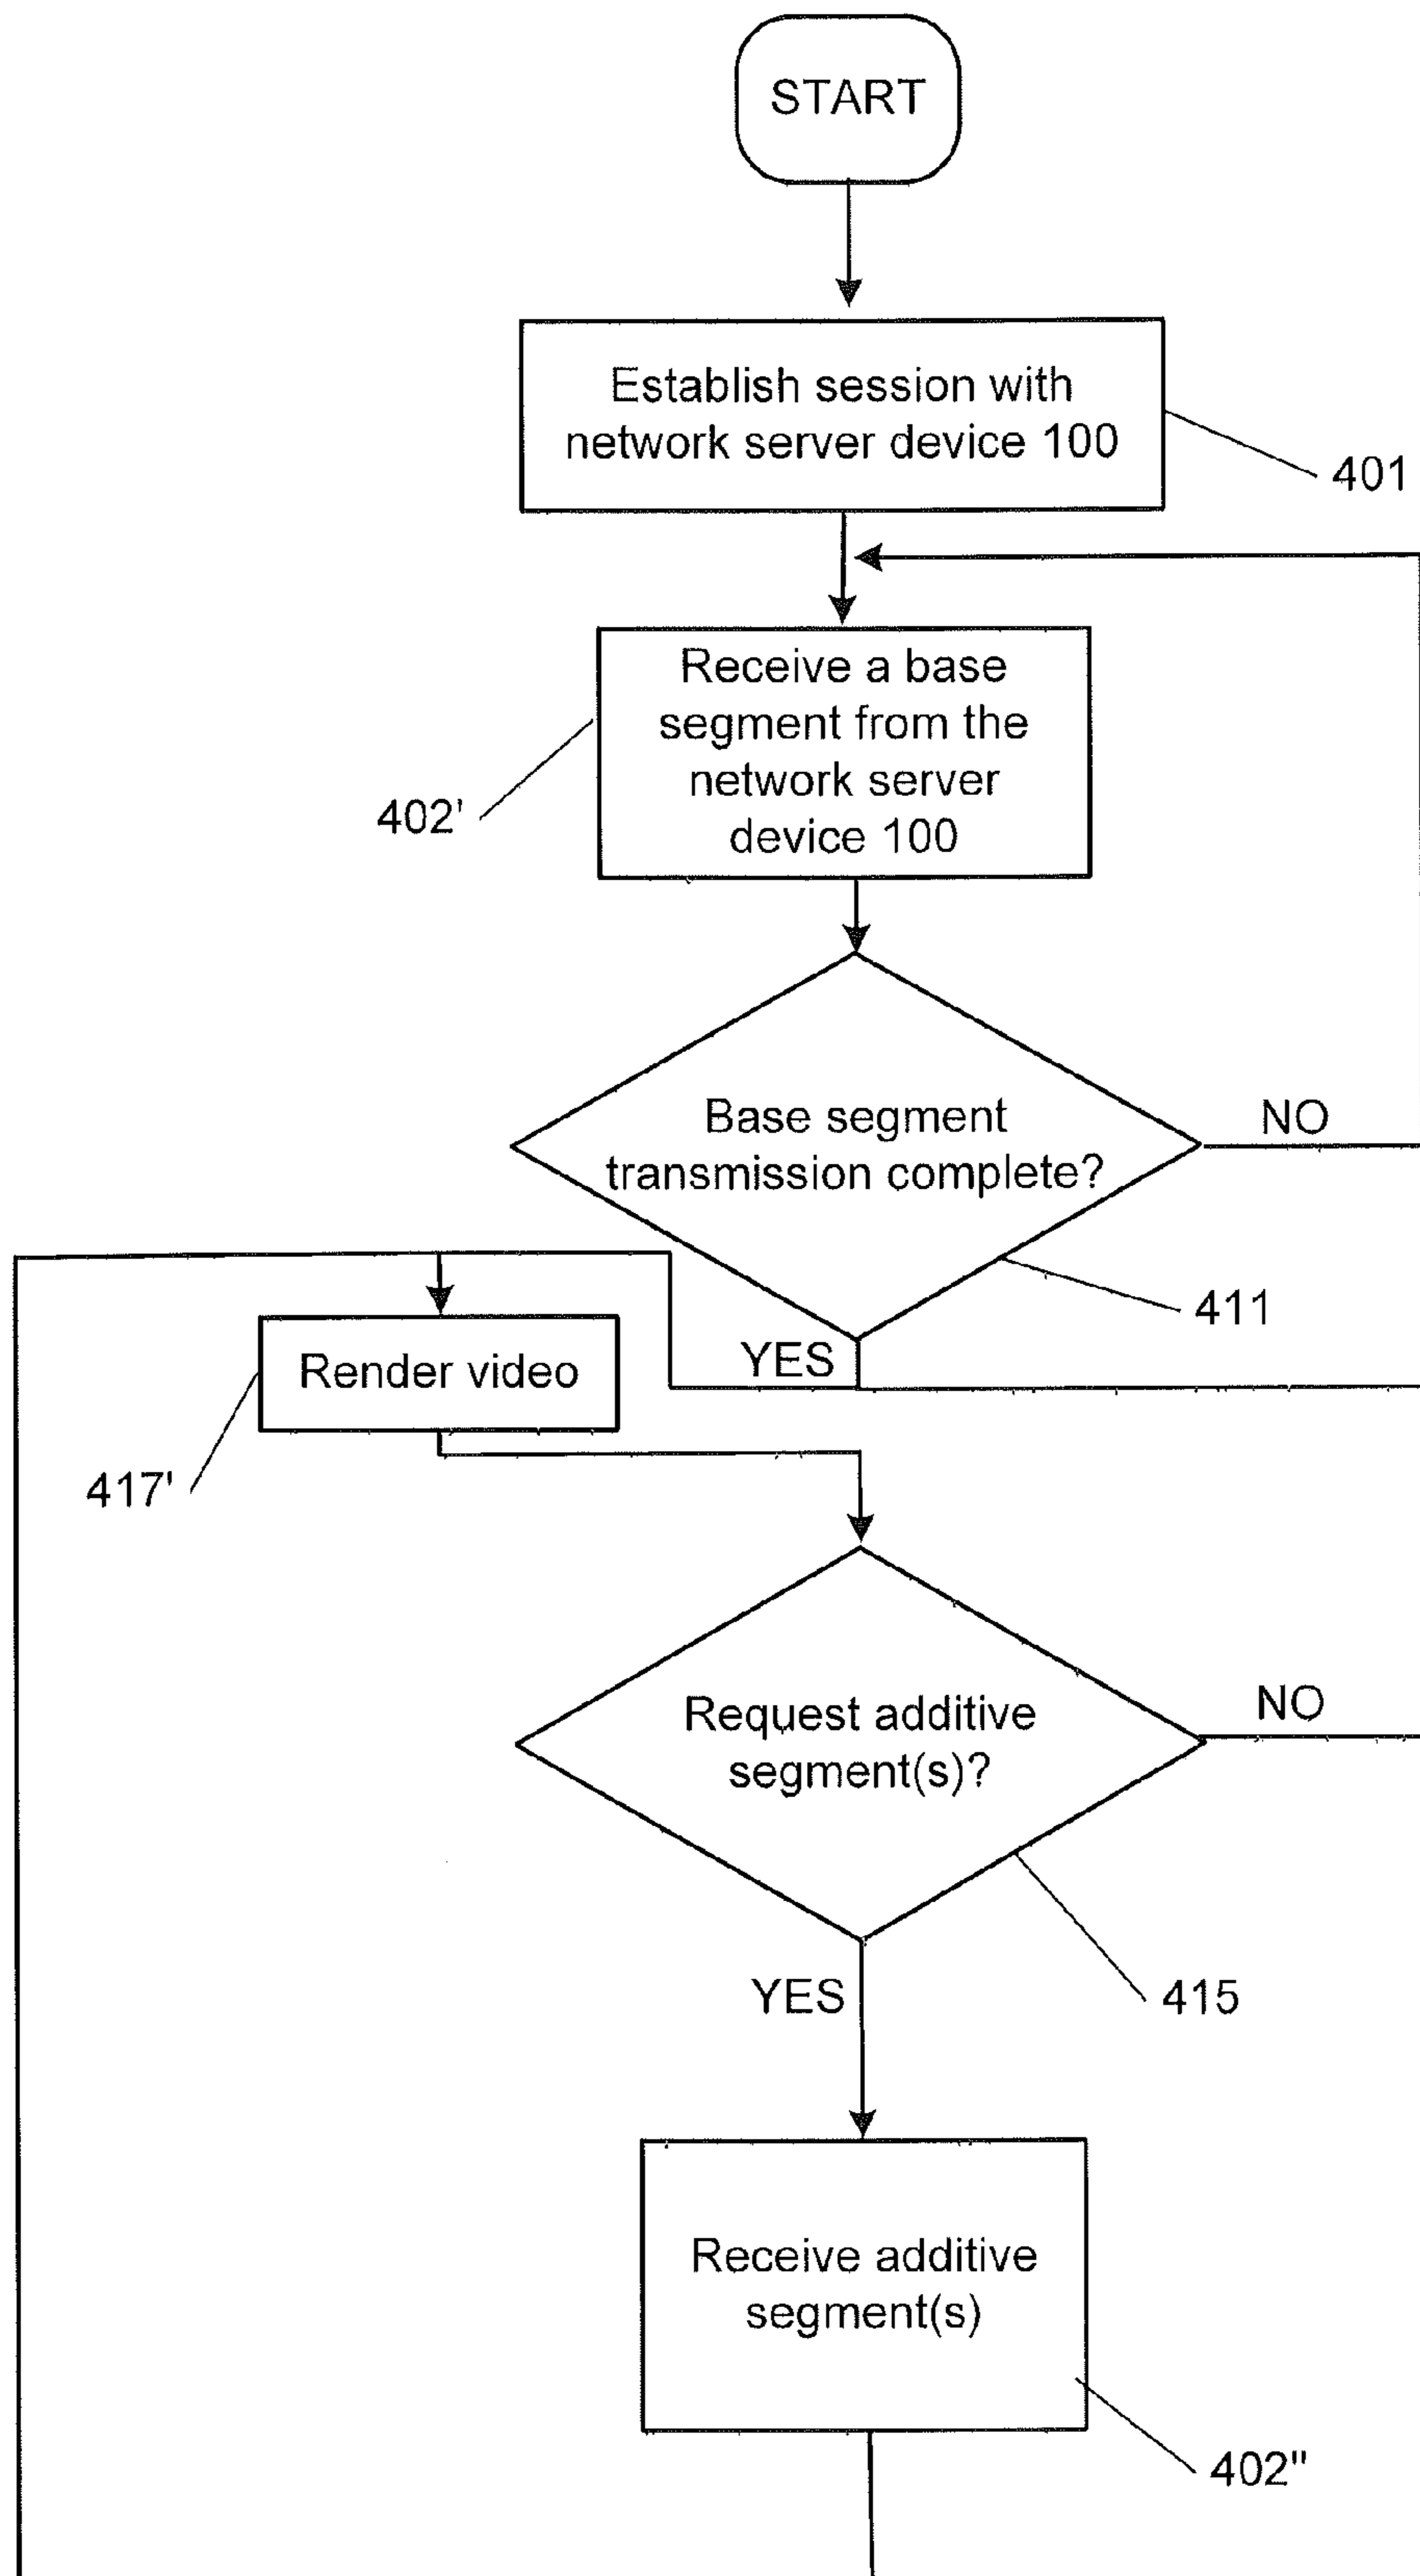 START
Establish session with
network server device 100
401
Receive a base
segment from the
network server
device 100
402'
Base segment
transmission complete?
NO
411
YES
Render video
417'
Request additive
segment(s)?
NO
415
YES
Receive additive
segment(s)
402"